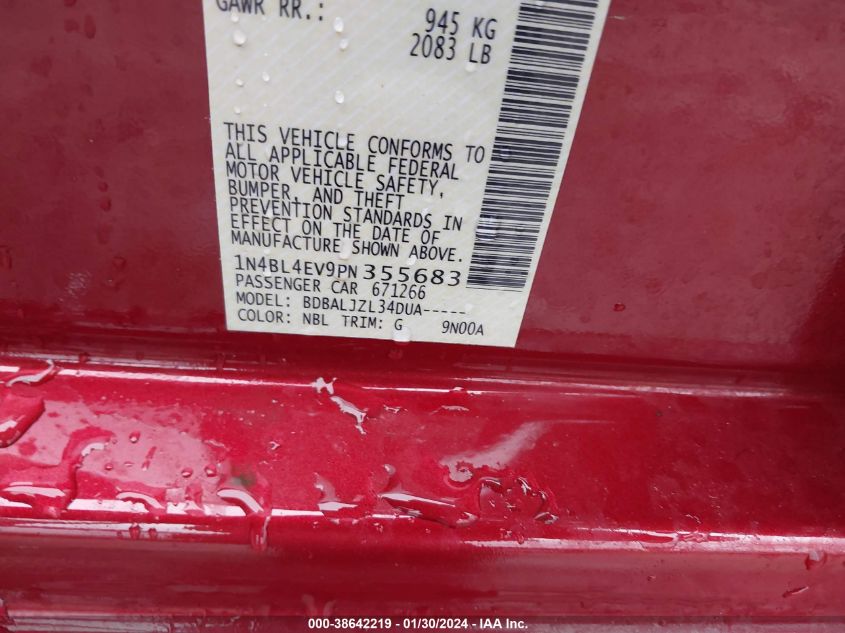 GAWR RR.: 945 KG
2083 LB
THIS VEHICLE CONFORMS TO
ALL APPLICABLE FEDERAL
MOTOR VEHICLE SAFETY,
BUMPER, AND THEFT
PREVENTION STANDARDS IN
EFFECT ON THE DATE OF
MANUFACTURE SHOWN ABOVE.
1N4BL4EV9PN355683
PASSENGER CAR 671266
MODEL: BDBALJZL34DUA-----
COLOR: NBL TRIM: G 9N00A
000-38642219 - 01/30/2024 - IAA Inc.